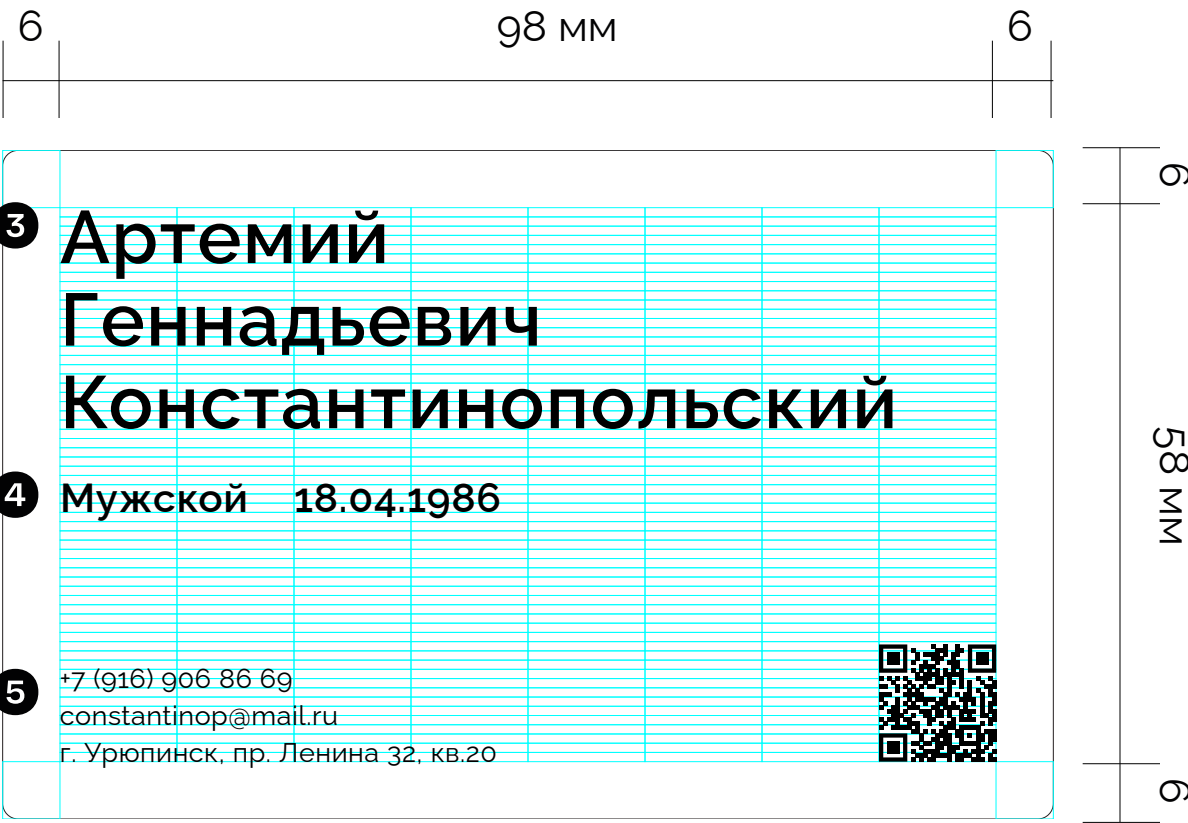 6 98 мм 6
6
3 Артемий
Геннадьевич
Константинопольский
58 мм
4 Мужской 18.04.1986
5 +7 (916) 906 86 69
constantinop@mail.ru
г. Урюпинск, пр. Ленина 32, кв.20
6